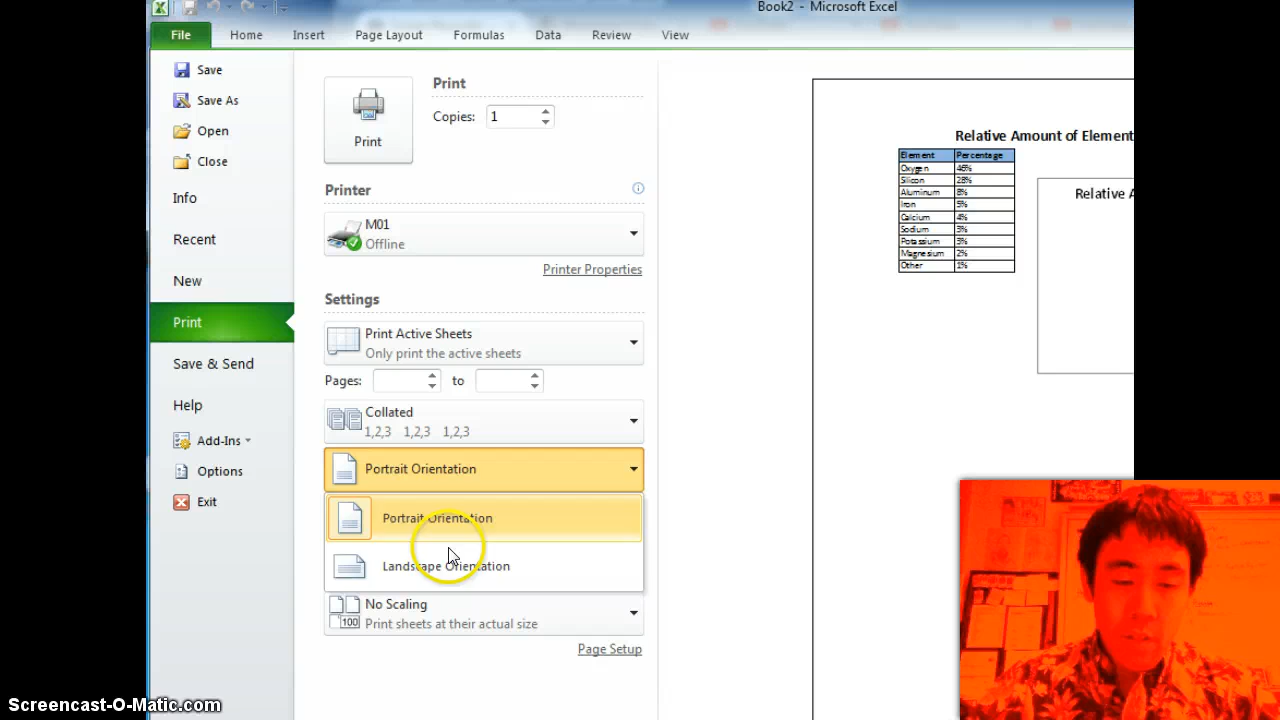 Book2 - Microsoft Excel
File Home Insert Page Layout Formulas Data Review View
Save
Save As
Open
Close
Info
Recent
New
Print
Save & Send
Help
Add-Ins
Options
Exit
Print
Print
Copies: 1
Printer
M01
Offline
Printer Properties
Settings
Print Active Sheets
Only print the active sheets
Pages: to
Collated
1,2,3 1,2,3 1,2,3
Portrait Orientation
Portrait Orientation
Landscape Orientation
No Scaling
100
Print sheets at their actual size
Page Setup
Relative Amount of Element
Element Percentage
Oxygen 46%
Silicon 28%
Aluminum 8%
Iron 5%
Calcium 4%
Sodium 3%
Potassium 3%
Magnesium 2%
Other 1%
Relative A
Screencast-O-Matic.com